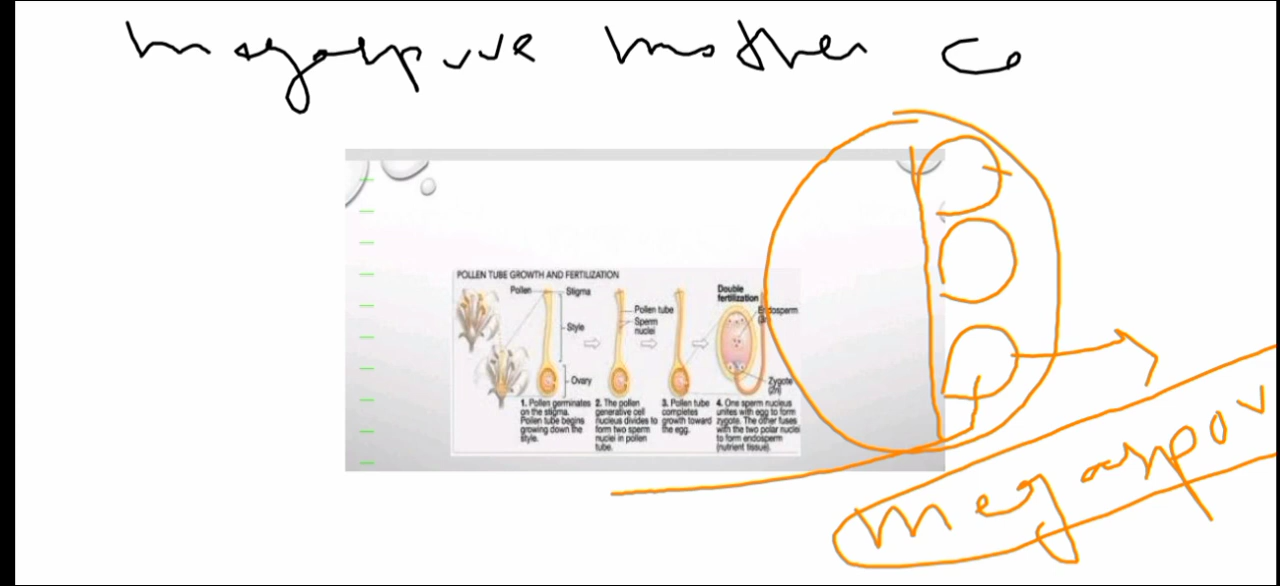 megaspore mother ce
POLLEN TUBE GROWTH AND FERTILIZATION
Pollen
Stigma
Style
Ovary
Pollen tube
Sperm
nuclei
Double
fertilization
Endosperm
Zygote
(2n)
1. Pollen germinates
on the stigma.
Pollen tube begins
growing down the
style.
2. The pollen
generative cell
nucleus divides to
form two sperm
nuclei in pollen
tube.
3. Pollen tube
completes
growth toward
the egg.
4. One sperm nucleus
unites with egg to form
zygote. The other fuses
with the two polar nuclei
to form endosperm
(nutrient tissue).
megaspor